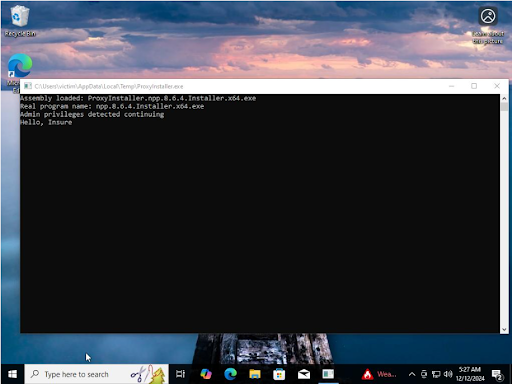 Recycle Bin
Learn about
this picture
C:\Users\victim\AppData\Local\Temp\ProxyInstaller.exe
Assembly loaded: ProxyInstaller.npp.8.6.4.Installer.x64.exe
Real program name: npp.8.6.4.Installer.x64.exe
Admin privileges detected continuing
Hello, Insure
Type here to search
Wea...
5:27 AM
12/12/2024
2